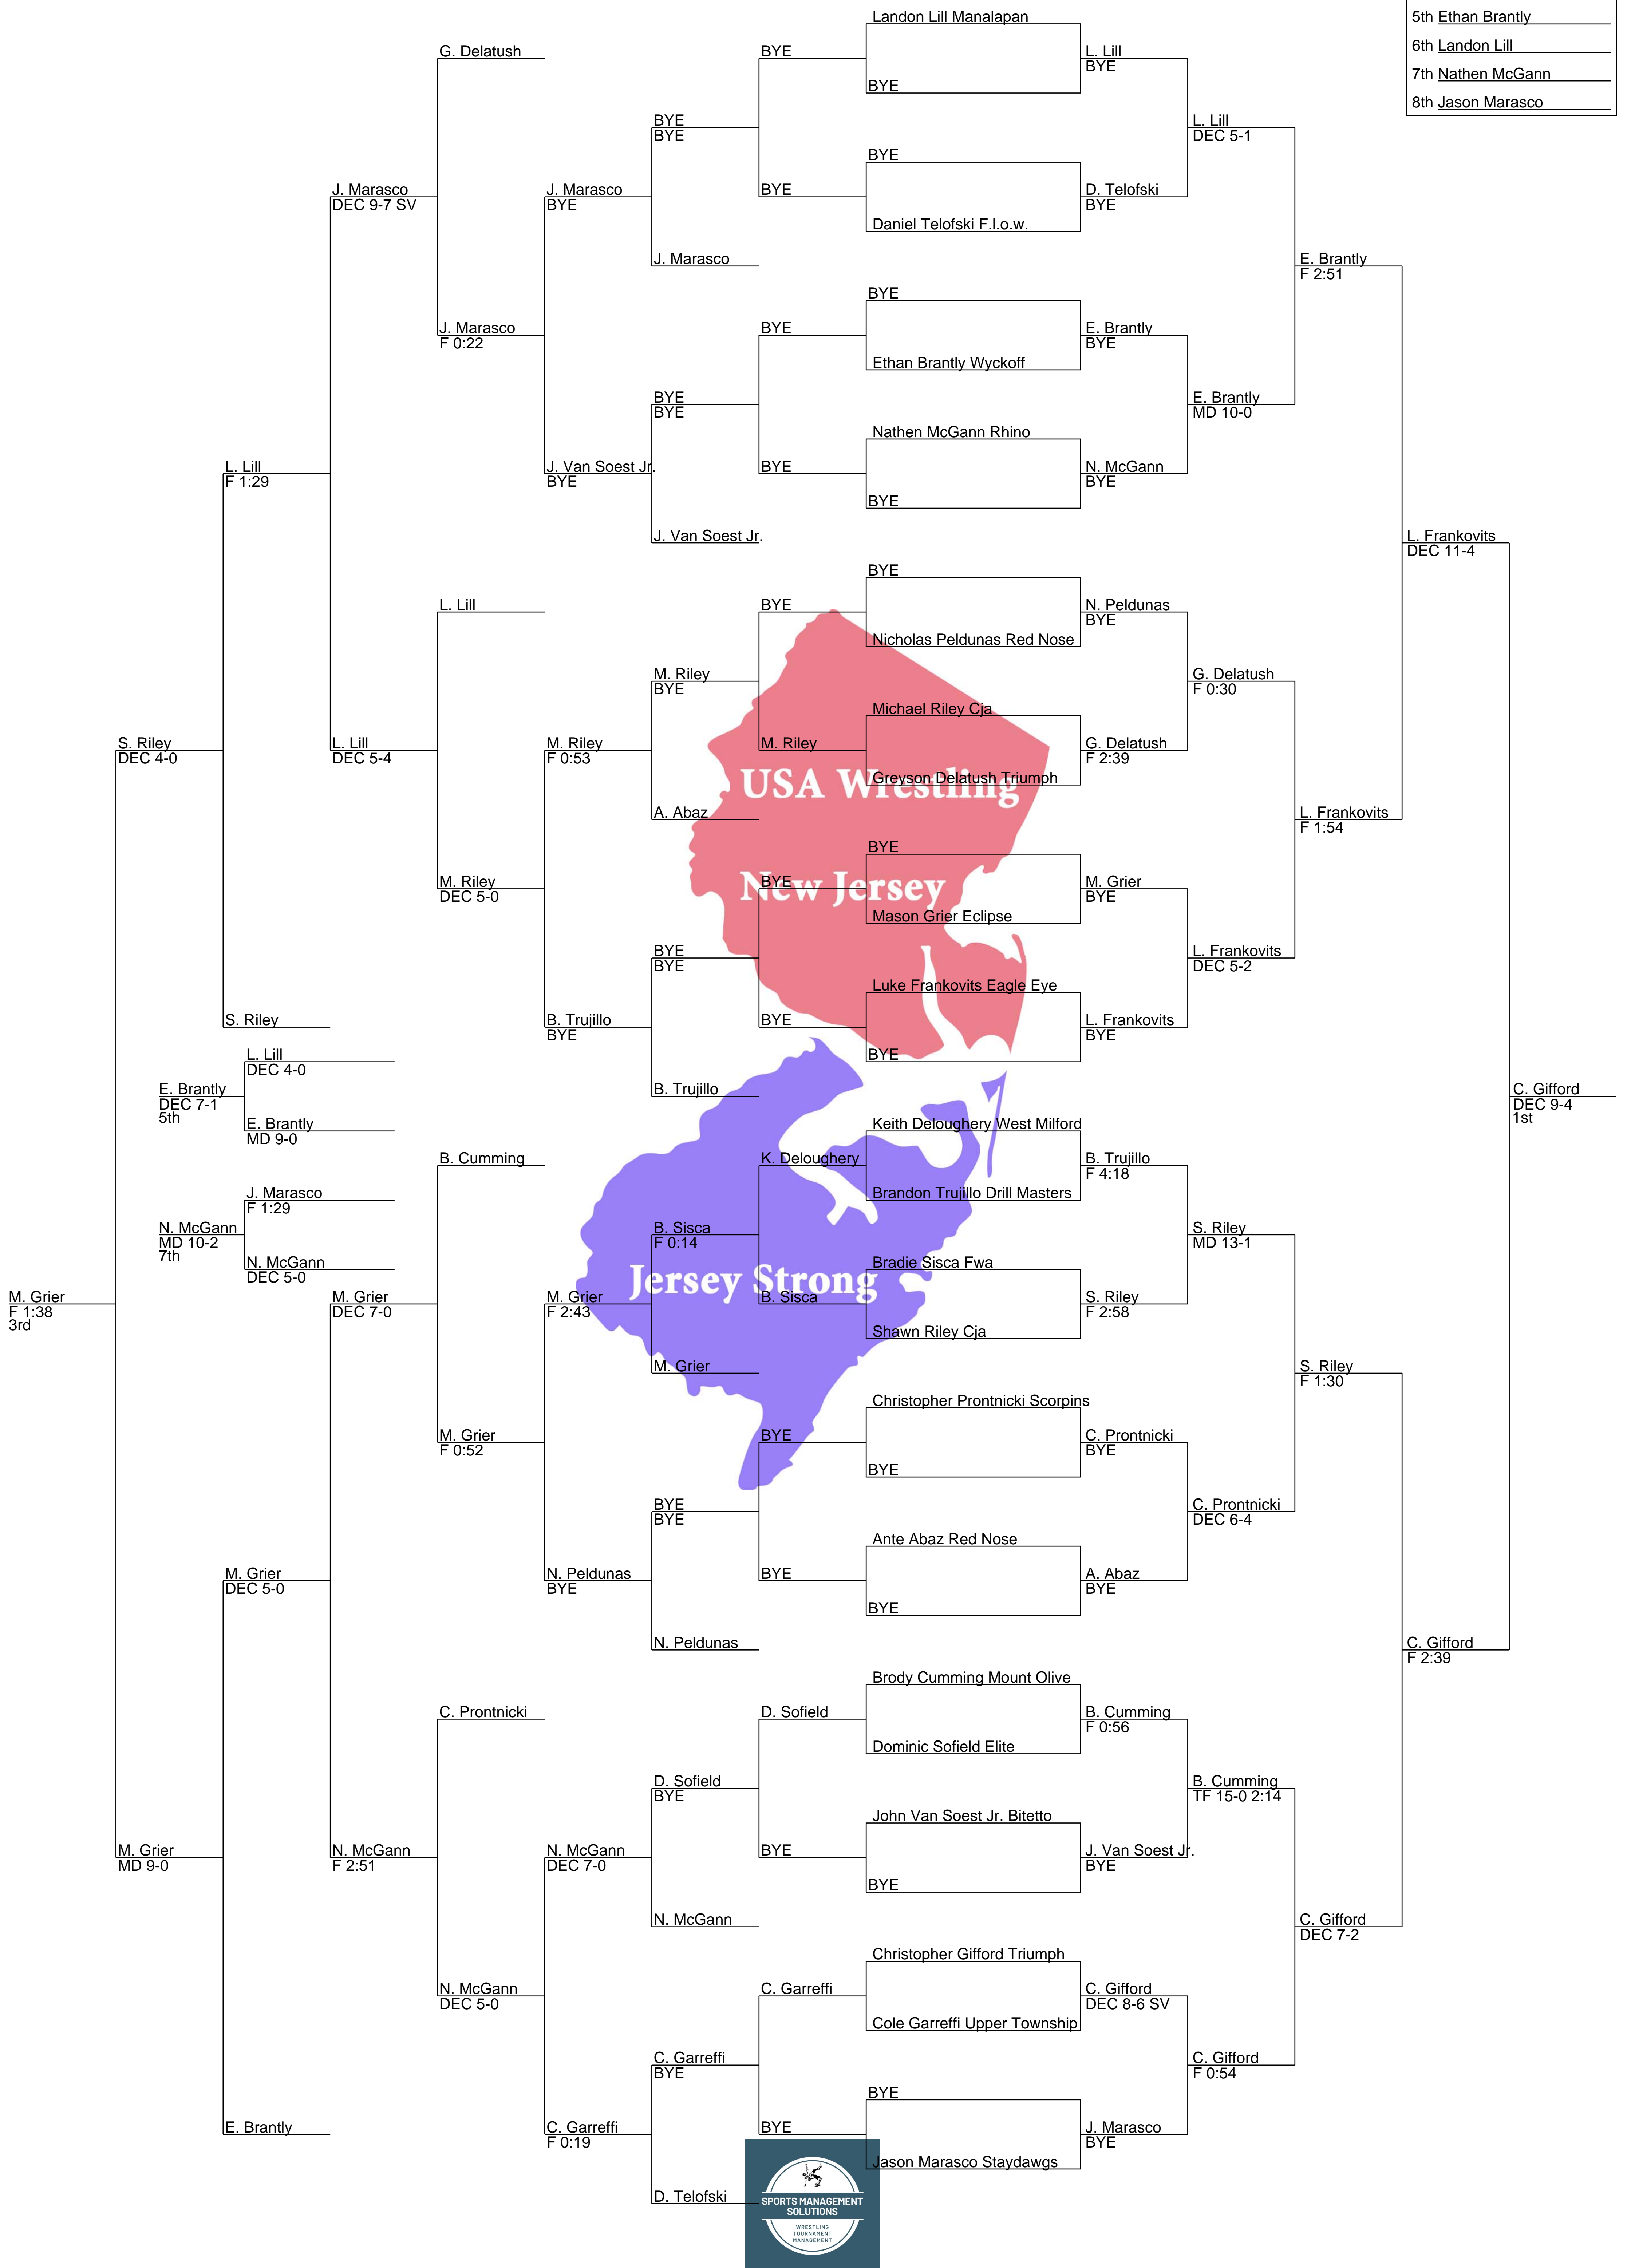 5th Ethan Brantly
6th Landon Lill
7th Nathen McGann
8th Jason Marasco
Landon Lill Manalapan
BYE
BYE
Daniel Telofski F.l.o.w.
BYE
Ethan Brantly Wyckoff
Nathen McGann Rhino
BYE
BYE
Nicholas Peldunas Red Nose
Michael Riley Cja
Greyson Delatush Triumph
BYE
Mason Grier Eclipse
Luke Frankovits Eagle Eye
BYE
Keith Deloughery West Milford
Brandon Trujillo Drill Masters
Bradie Sisca Fwa
Shawn Riley Cja
Christopher Prontnicki Scorpins
BYE
Ante Abaz Red Nose
BYE
Brody Cumming Mount Olive
Dominic Sofield Elite
John Van Soest Jr. Bitetto
BYE
Christopher Gifford Triumph
Cole Garreffi Upper Township
BYE
Jason Marasco Staydawgs
L. Lill
BYE
D. Telofski
BYE
E. Brantly
BYE
N. McGann
BYE
N. Peldunas
BYE
G. Delatush
F 2:39
M. Grier
BYE
L. Frankovits
BYE
B. Trujillo
F 4:18
S. Riley
F 2:58
C. Prontnicki
BYE
A. Abaz
BYE
B. Cumming
F 0:56
J. Van Soest Jr.
BYE
C. Gifford
DEC 8-6 SV
J. Marasco
BYE
L. Lill
DEC 5-1
E. Brantly
MD 10-0
G. Delatush
F 0:30
L. Frankovits
DEC 5-2
S. Riley
MD 13-1
C. Prontnicki
DEC 6-4
B. Cumming
TF 15-0 2:14
C. Gifford
F 0:54
E. Brantly
F 2:51
L. Frankovits
F 1:54
S. Riley
F 1:30
C. Gifford
DEC 7-2
L. Frankovits
DEC 11-4
C. Gifford
F 2:39
C. Gifford
DEC 9-4
1st
BYE
BYE
BYE
BYE
BYE
M. Riley
BYE
BYE
K. Deloughery
B. Sisca
BYE
BYE
D. Sofield
BYE
C. Garreffi
BYE
BYE
BYE
J. Marasco
BYE
BYE
J. Van Soest Jr.
M. Riley
BYE
A. Abaz
BYE
BYE
B. Trujillo
B. Sisca
F 0:14
M. Grier
BYE
BYE
N. Peldunas
D. Sofield
BYE
N. McGann
C. Garreffi
BYE
D. Telofski
J. Marasco
BYE
J. Van Soest Jr.
BYE
M. Riley
F 0:53
B. Trujillo
BYE
M. Grier
F 2:43
N. Peldunas
BYE
N. McGann
DEC 7-0
C. Garreffi
F 0:19
G. Delatush
J. Marasco
F 0:22
L. Lill
M. Riley
DEC 5-0
B. Cumming
M. Grier
F 0:52
C. Prontnicki
N. McGann
DEC 5-0
J. Marasco
DEC 9-7 SV
L. Lill
DEC 5-4
M. Grier
DEC 7-0
N. McGann
F 2:51
L. Lill
F 1:29
S. Riley
M. Grier
DEC 5-0
E. Brantly
S. Riley
DEC 4-0
M. Grier
MD 9-0
M. Grier
F 1:38
3rd
L. Lill
DEC 4-0
E. Brantly
MD 9-0
E. Brantly
DEC 7-1
5th
J. Marasco
F 1:29
N. McGann
DEC 5-0
N. McGann
MD 10-2
7th
USA Wrestling
New Jersey
Jersey Strong
SPORTS MANAGEMENT
SOLUTIONS
WRESTLING
TOURNAMENT
MANAGEMENT